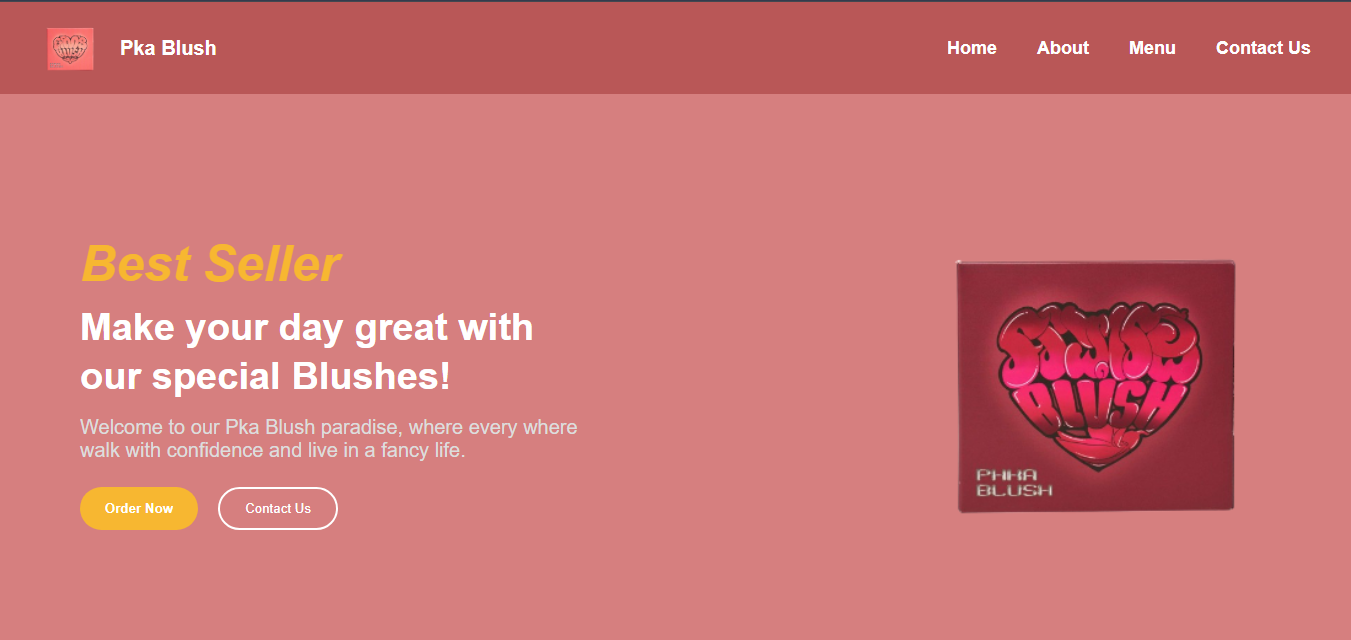 Pka Blush
Home
About
Menu
Contact Us
Best Seller
Make your day great with
our special Blushes!
Welcome to our Pka Blush paradise, where every where
walk with confidence and live in a fancy life.
Order Now
Contact Us
BLUSH
PHKA
BLUSH